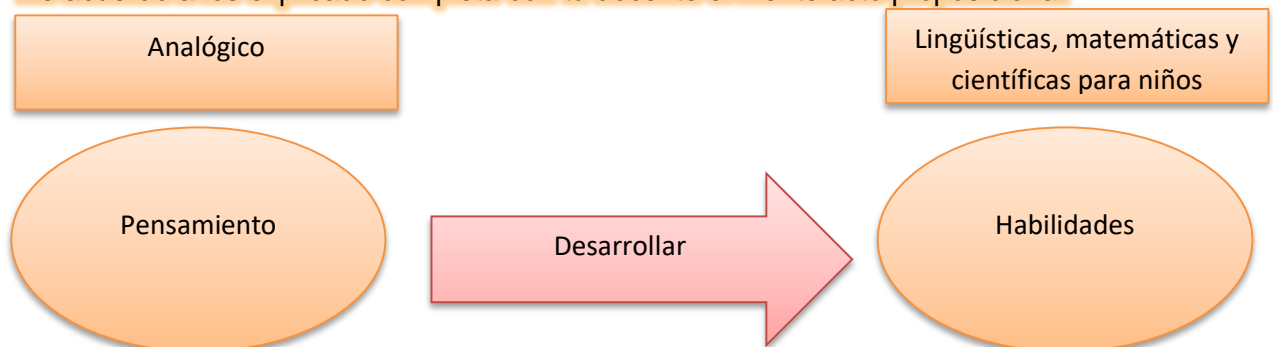 Analógico
Lingüísticas, matemáticas y
científicas para niños
Pensamiento
Desarrollar
Habilidades